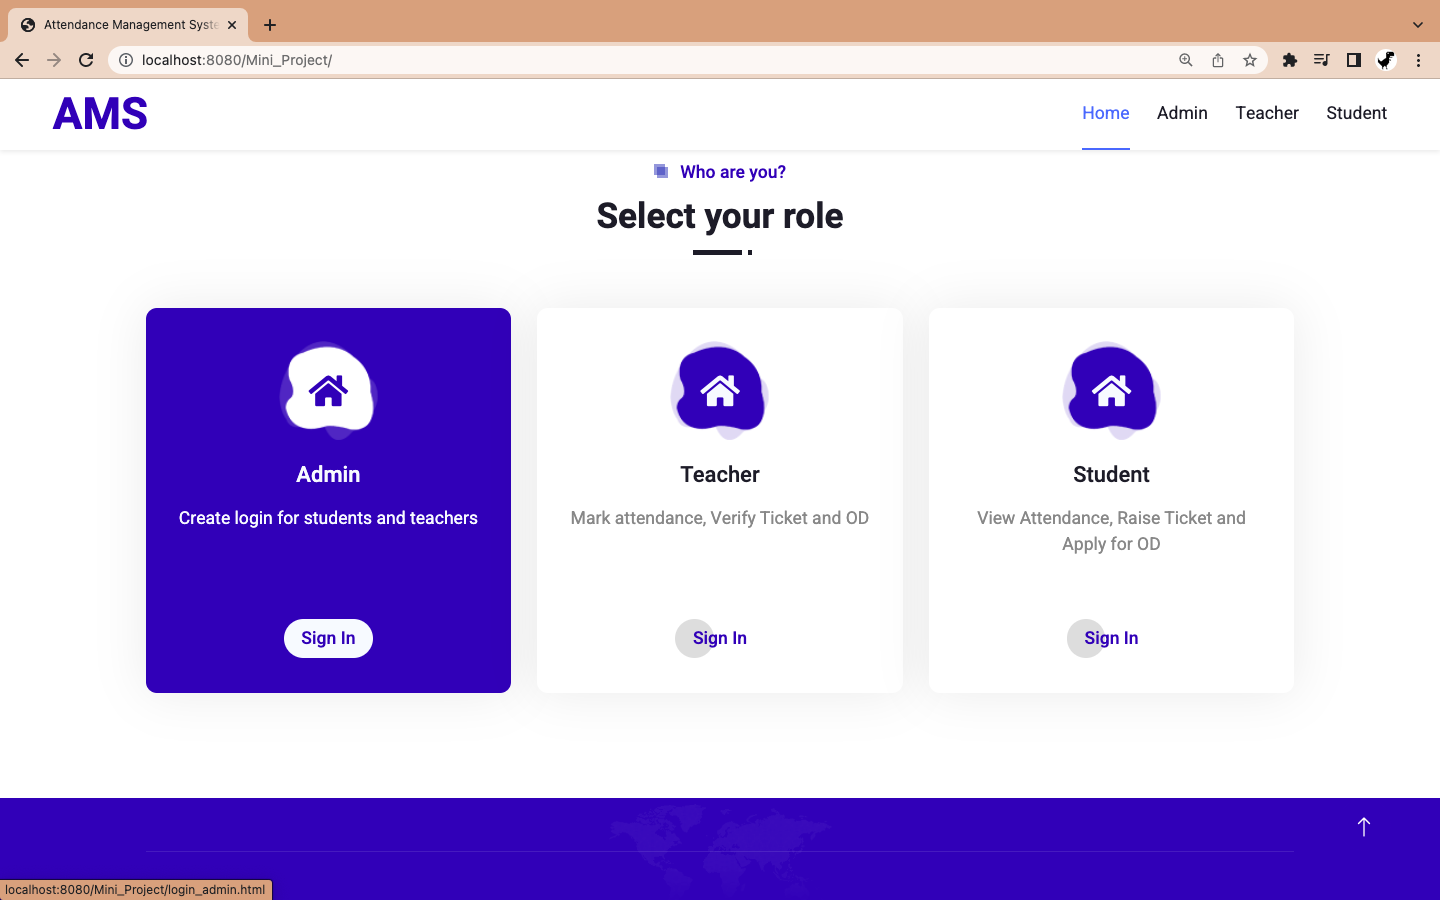 Attendance Management Syste
localhost:8080/Mini_Project/
AMS
Home
Admin
Teacher
Student
Who are you?
Select your role
Admin
Create login for students and teachers
Sign In
Teacher
Mark attendance, Verify Ticket and OD
Sign In
Student
View Attendance, Raise Ticket and
Apply for OD
Sign In
localhost:8080/Mini_Project/login_admin.html